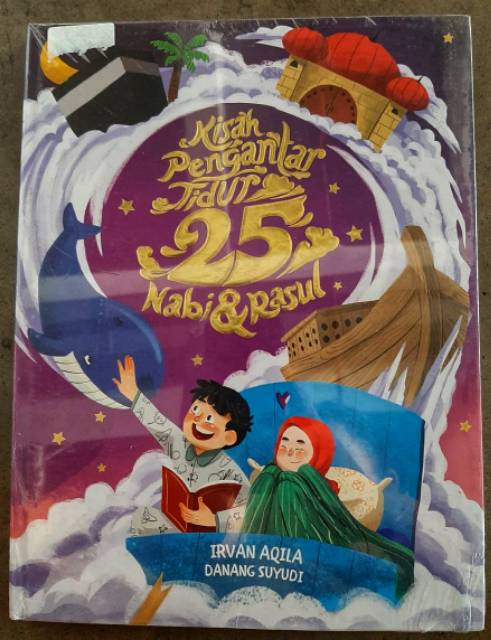 Kisah
Pengantar
Tidur
25
Nabi & Rasul
IRVAN AQILA
DANANG SUYUDI